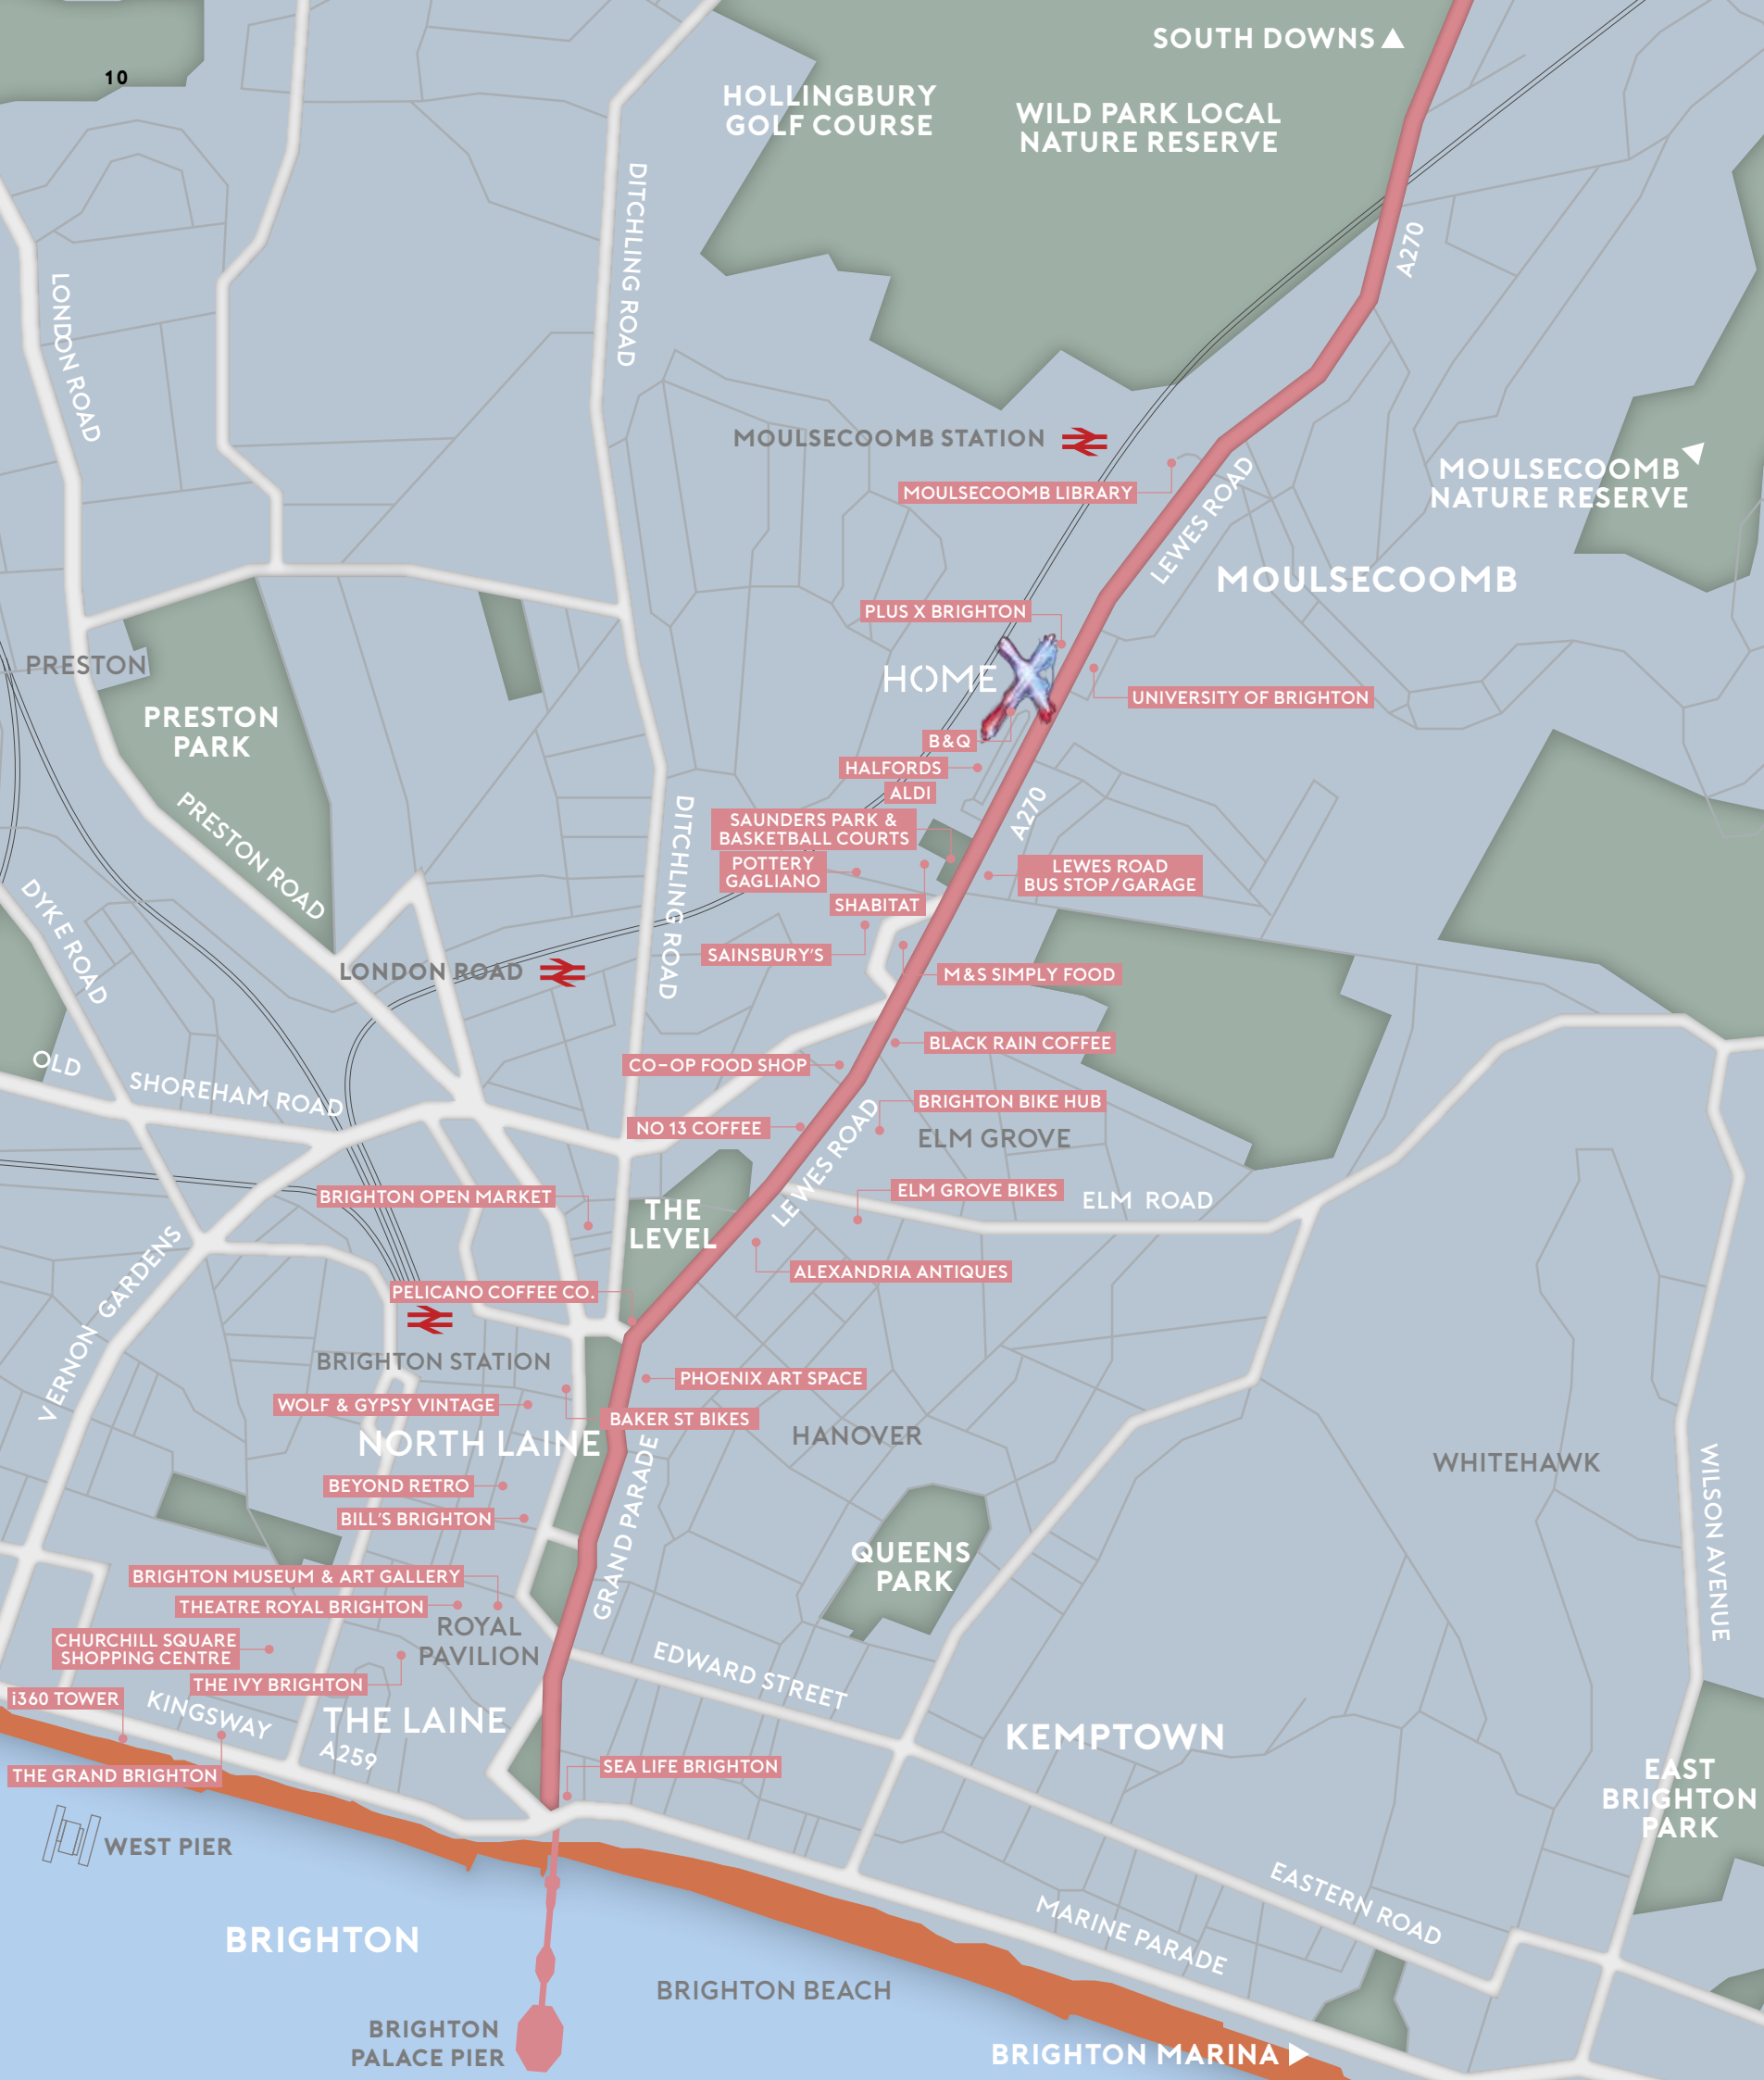 SOUTH DOWNS
10
HOLLINGBURY
GOLF COURSE
WILD PARK LOCAL
NATURE RESERVE
DITCHLING ROAD
A270
LONDON ROAD
MOULSECOOMB STATION
MOULSECOOMB
NATURE RESERVE
MOULSECOOMB LIBRARY
LEWES ROAD
MOULSECOOMB
PLUS X BRIGHTON
PRESTON
HOME X
UNIVERSITY OF BRIGHTON
PRESTON
PARK
B&Q
HALFORDS
ALDI
PRESTON ROAD
DITCHLING ROAD
A270
SAUNDERS PARK &
BASKETBALL COURTS
POTTERY
GAGLIANO
LEWES ROAD
BUS STOP / GARAGE
SHABITAT
DYKE ROAD
SAINSBURY'S
LONDON ROAD
M&S SIMPLY FOOD
BLACK RAIN COFFEE
OLD SHOREHAM ROAD
CO-OP FOOD SHOP
BRIGHTON BIKE HUB
NO 13 COFFEE
LEWES ROAD
ELM GROVE
BRIGHTON OPEN MARKET
ELM GROVE BIKES
ELM ROAD
THE
LEVEL
VERNON GARDENS
ALEXANDRIA ANTIQUES
PELICANO COFFEE CO.
BRIGHTON STATION
PHOENIX ART SPACE
WOLF & GYPSY VINTAGE
BAKER ST BIKES
NORTH LAINE
HANOVER
WHITEHAWK
WILSON AVENUE
GRAND PARADE
BEYOND RETRO
BILL'S BRIGHTON
QUEENS
PARK
BRIGHTON MUSEUM & ART GALLERY
THEATRE ROYAL BRIGHTON
ROYAL
PAVILION
CHURCHILL SQUARE
SHOPPING CENTRE
EDWARD STREET
THE IVY BRIGHTON
i360 TOWER
KINGSWAY
THE LAINE
A259
KEMPTOWN
THE GRAND BRIGHTON
SEA LIFE BRIGHTON
EAST
BRIGHTON
PARK
WEST PIER
EASTERN ROAD
MARINE PARADE
BRIGHTON
BRIGHTON BEACH
BRIGHTON
PALACE PIER
BRIGHTON MARINA